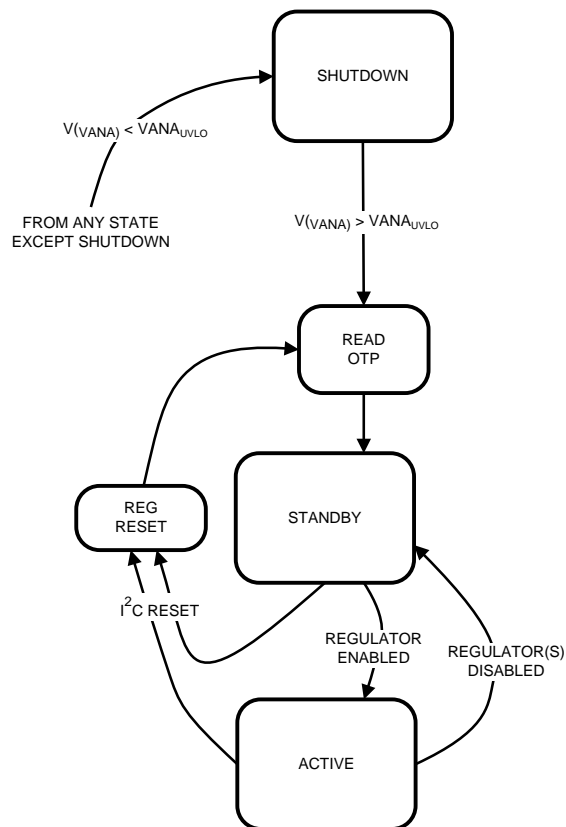 SHUTDOWN
V(VANA) < VANAUVLO
FROM ANY STATE
EXCEPT SHUTDOWN
V(VANA) > VANAUVLO
READ
OTP
REG
RESET
STANDBY
I2C RESET
REGULATOR
ENABLED
REGULATOR(S)
DISABLED
ACTIVE